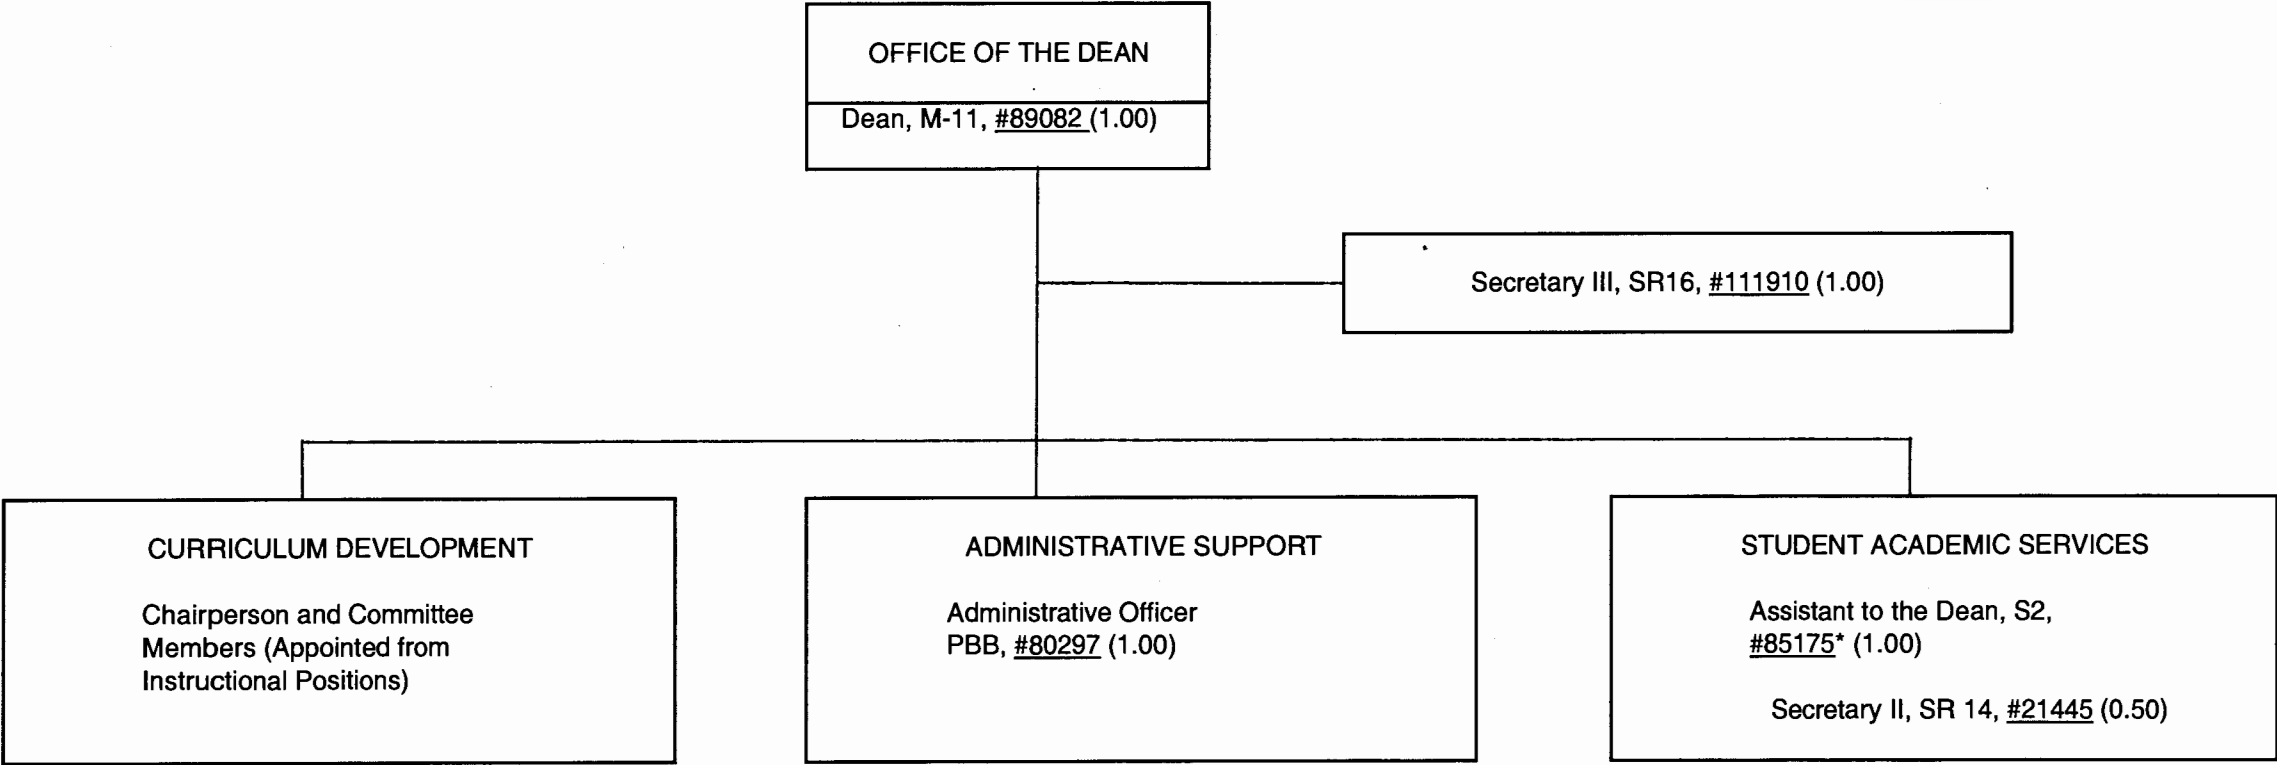 OFFICE OF THE DEAN
Dean, M-11, #89082 (1.00)
Secretary III, SR16, #111910 (1.00)
CURRICULUM DEVELOPMENT
Chairperson and Committee
Members (Appointed from
Instructional Positions)
ADMINISTRATIVE SUPPORT
Administrative Officer
PBB, #80297 (1.00)
STUDENT ACADEMIC SERVICES
Assistant to the Dean, S2,
#85175* (1.00)
Secretary II, SR 14, #21445 (0.50)